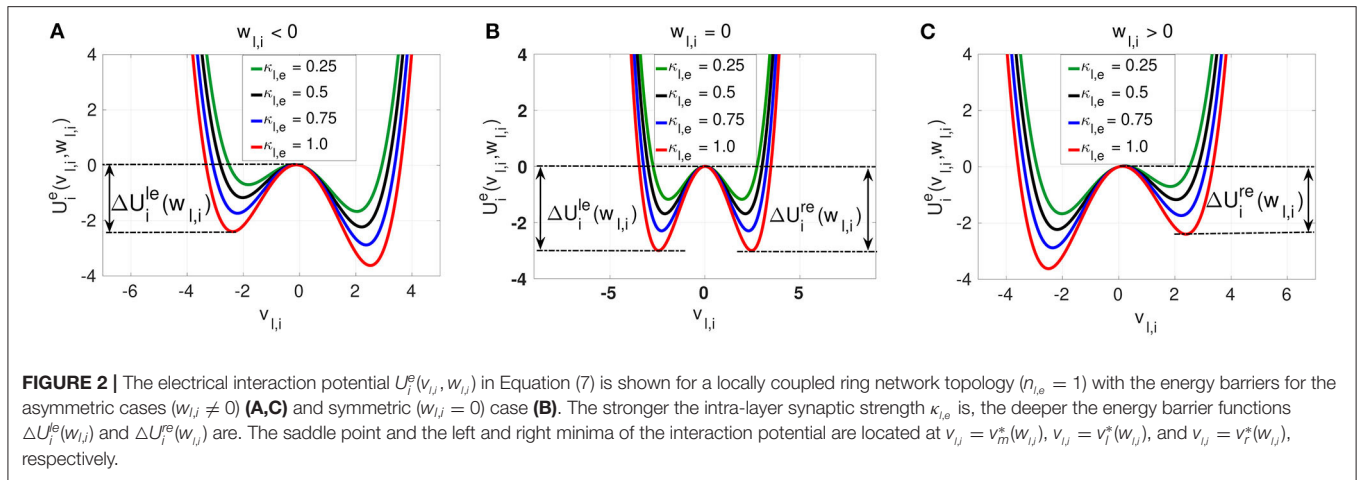 A
w_{l,i} < 0
4
2
0
-2
-4
U_i^e(v_{l,i}, w_{l,i})
κ_{l,e} = 0.25
κ_{l,e} = 0.5
κ_{l,e} = 0.75
κ_{l,e} = 1.0
ΔU_i^{le}(w_{l,i})
-6 -4 -2 0 2 4
v_{l,i}
B
w_{l,i} = 0
4
2
0
-2
-4
U_i^e(v_{l,i}, w_{l,i})
κ_{l,e} = 0.25
κ_{l,e} = 0.5
κ_{l,e} = 0.75
κ_{l,e} = 1.0
ΔU_i^{le}(w_{l,i}) ΔU_i^{re}(w_{l,i})
-5 0 5
v_{l,i}
C
w_{l,i} > 0
4
2
0
-2
-4
U_i^e(v_{l,i}, w_{l,i})
κ_{l,e} = 0.25
κ_{l,e} = 0.5
κ_{l,e} = 0.75
κ_{l,e} = 1.0
ΔU_i^{re}(w_{l,i})
-4 -2 0 2 4 6
v_{l,i}
FIGURE 2 | The electrical interaction potential U_i^e(v_{l,i}, w_{l,i}) in Equation (7) is shown for a locally coupled ring network topology (n_{l,e} = 1) with the energy barriers for the
asymmetric cases (w_{l,i} ≠ 0) (A,C) and symmetric (w_{l,i} = 0) case (B). The stronger the intra-layer synaptic strength κ_{l,e} is, the deeper the energy barrier functions
ΔU_i^{le}(w_{l,i}) and ΔU_i^{re}(w_{l,i}) are. The saddle point and the left and right minima of the interaction potential are located at v_{l,i} = v_m^*(w_{l,i}), v_{l,i} = v_l^*(w_{l,i}), and v_{l,i} = v_r^*(w_{l,i}),
respectively.